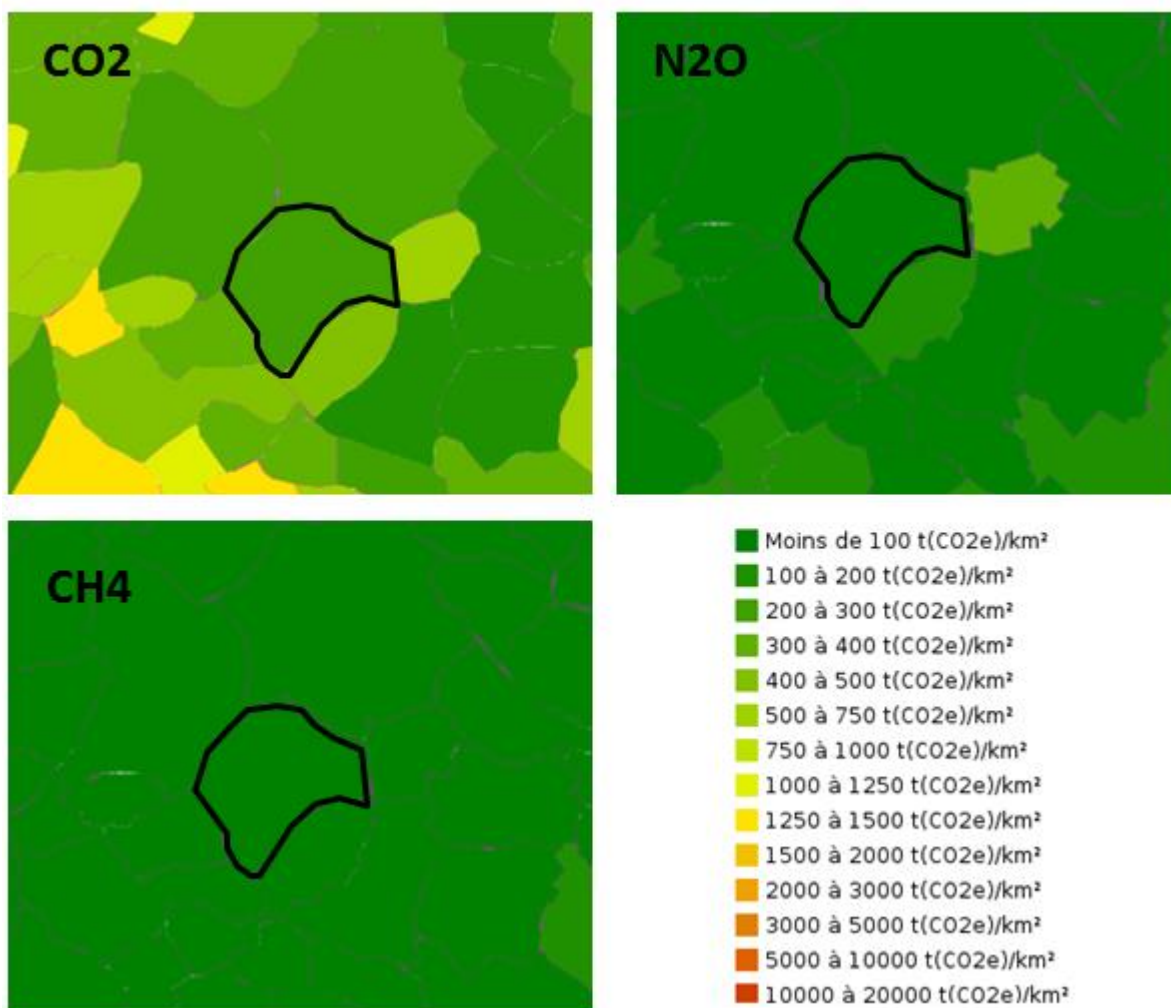 CO2
N2O
CH4
Moins de 100 t(CO2e)/km²
100 à 200 t(CO2e)/km²
200 à 300 t(CO2e)/km²
300 à 400 t(CO2e)/km²
400 à 500 t(CO2e)/km²
500 à 750 t(CO2e)/km²
750 à 1000 t(CO2e)/km²
1000 à 1250 t(CO2e)/km²
1250 à 1500 t(CO2e)/km²
1500 à 2000 t(CO2e)/km²
2000 à 3000 t(CO2e)/km²
3000 à 5000 t(CO2e)/km²
5000 à 10000 t(CO2e)/km²
10000 à 20000 t(CO2e)/km²